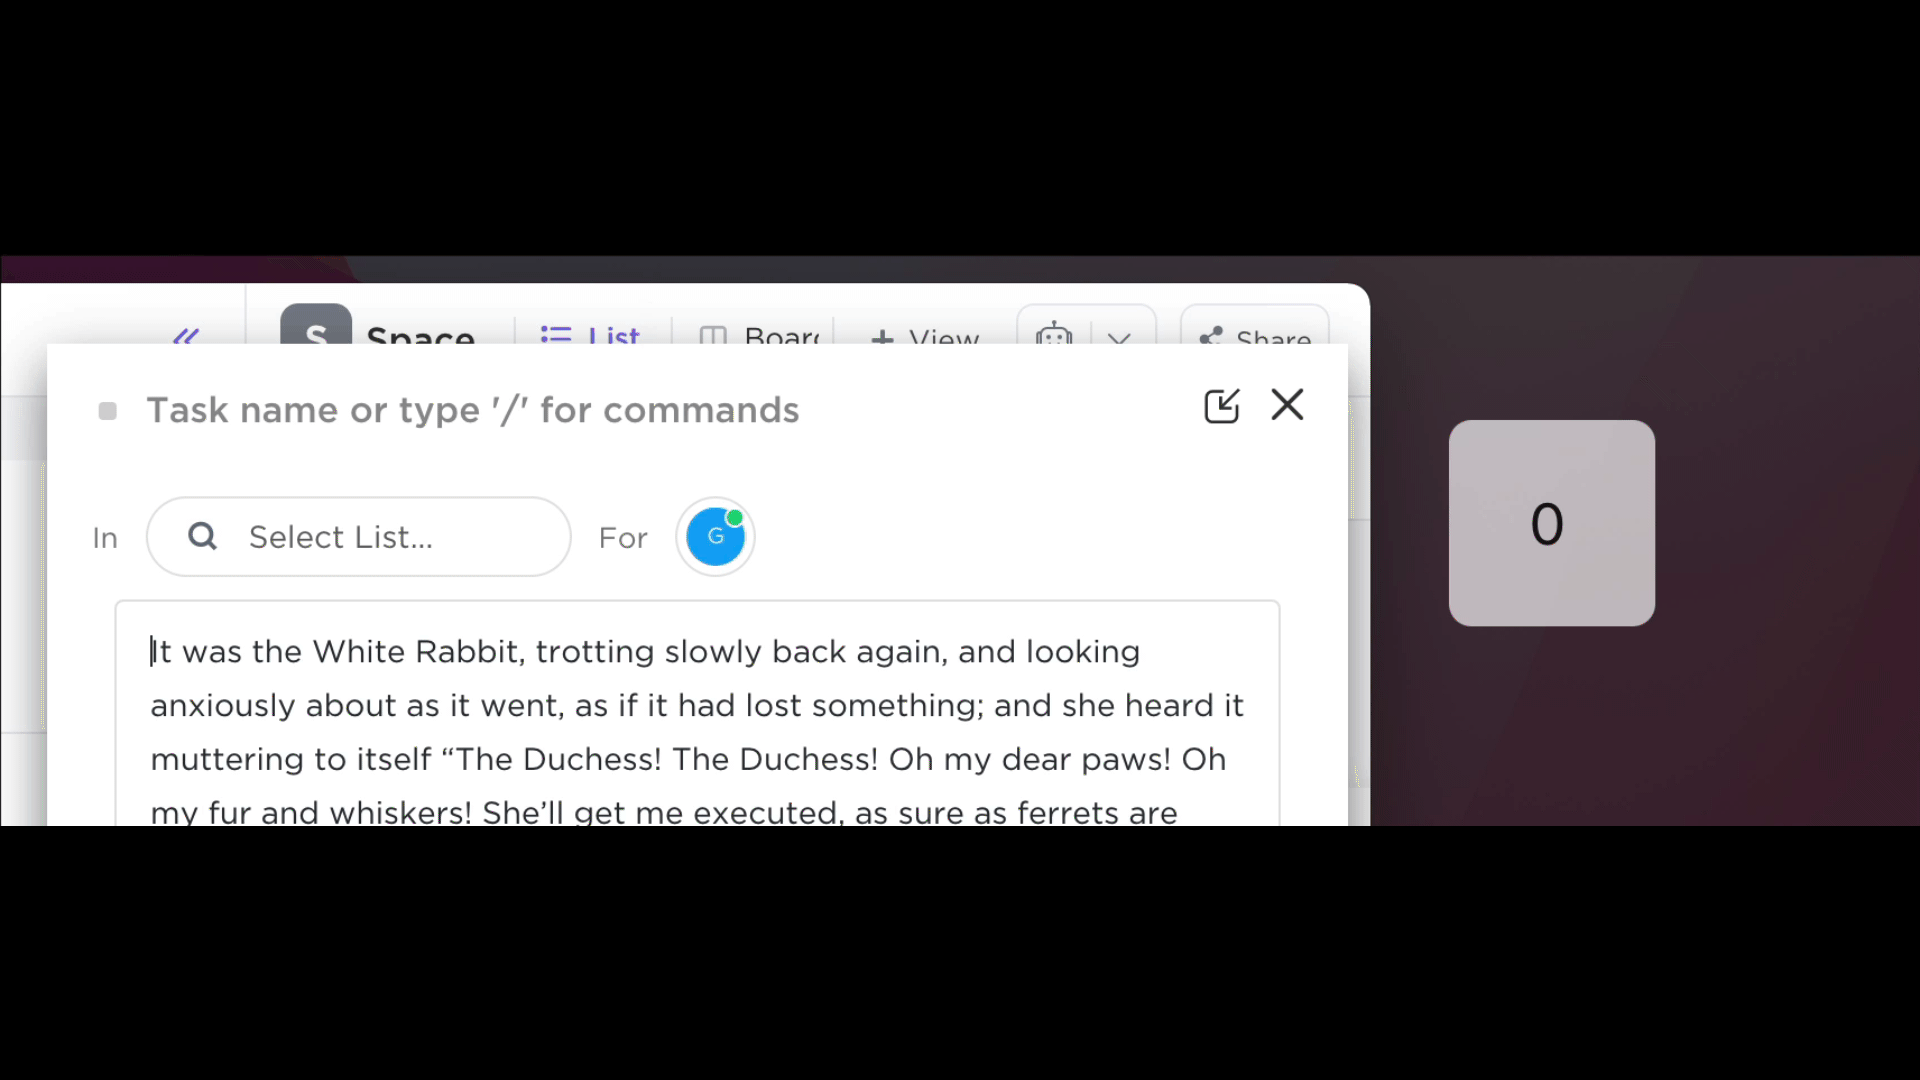 S Space List Board View Share
Task name or type '/' for commands
In Select List... For G
0
It was the White Rabbit, trotting slowly back again, and looking
anxiously about as it went, as if it had lost something; and she heard it
muttering to itself “The Duchess! The Duchess! Oh my dear paws! Oh
my fur and whiskers! She’ll get me executed, as sure as ferrets are